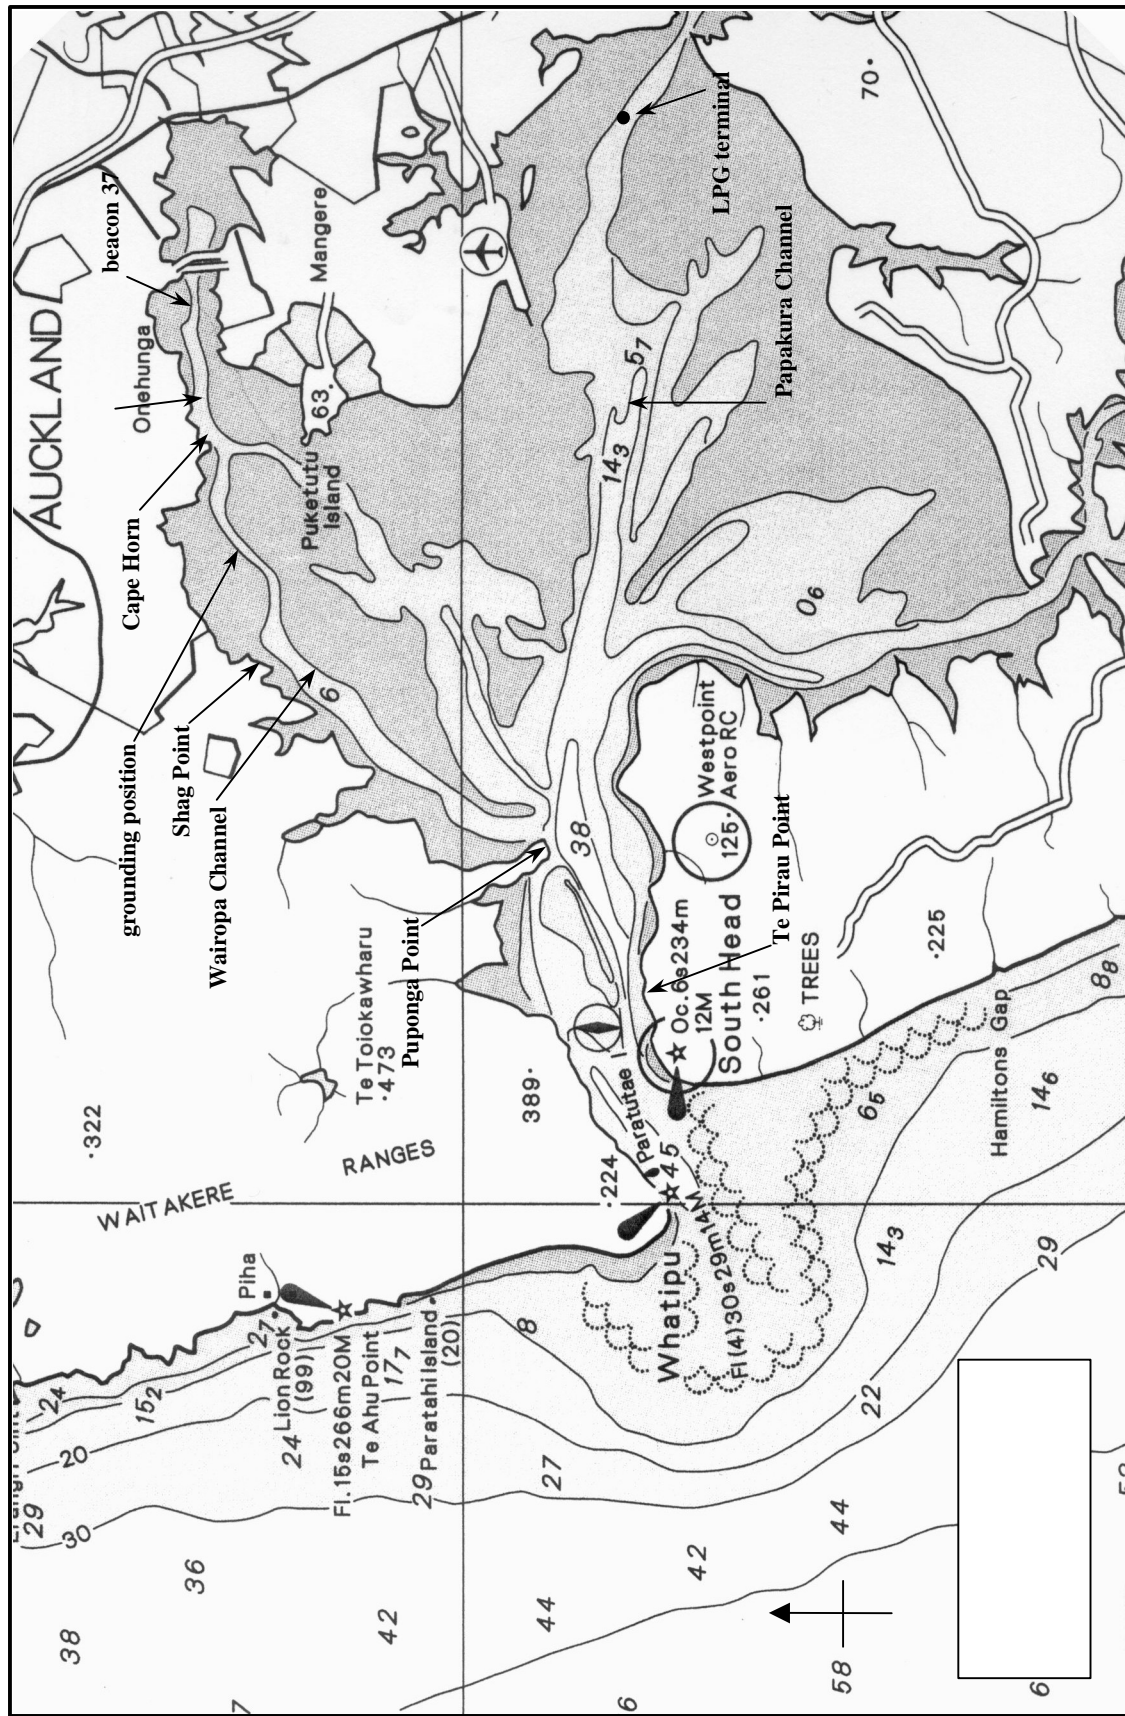 AUCKLAND
Onehunga
beacon 37
Mangere
63.
Puketutu
Island
Cape Horn
grounding position
Shag Point
Wairopa Channel
6
Puponga Point
LPG terminal
70.
Papakura Channel
5₇
14₃
0₆
38
Westpoint
125. Aero RC
Te Pirau Point
Oc.6s234m
12M
South Head
·261
TREES
·225
Hamiltons Gap
8₈
14₆
6₅
Te Toiokawharu
·473
389·
·322
WAITAKERE
RANGES
Paratutae I
·224
45
Whatipu
Fl(4)30s29m14M
14₃
29
22
8
Piha
2₇
Lion Rock
(99)
24
Fl.15s266m20M
Te Ahu Point
17₇
Paratahi Island
(20)
29
27
2₄
15₂
20
29
30
36
38
42
44
42
44
58
7
6
6